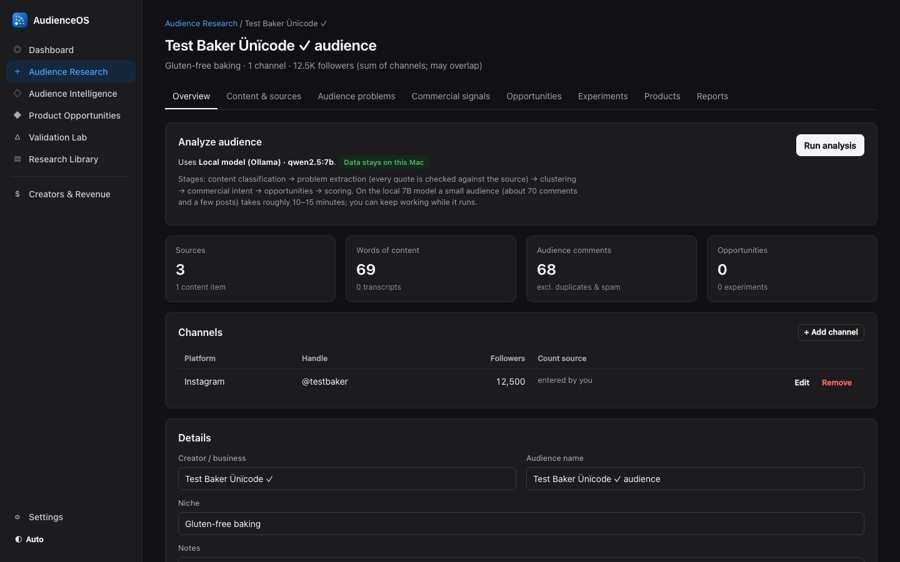 AudienceOS
Dashboard
Audience Research
Audience Intelligence
Product Opportunities
Validation Lab
Research Library
$ Creators & Revenue
Settings
Auto
Audience Research / Test Baker Ünïcode ✓
Test Baker Ünïcode ✓ audience
Gluten-free baking · 1 channel · 12.5K followers (sum of channels; may overlap)
Overview Content & sources Audience problems Commercial signals Opportunities Experiments Products Reports
Analyze audience
Run analysis
Uses Local model (Ollama) · qwen2.5:7b. Data stays on this Mac
Stages: content classification → problem extraction (every quote is checked against the source) → clustering
→ commercial intent → opportunities → scoring. On the local 7B model a small audience (about 70 comments
and a few posts) takes roughly 10–15 minutes; you can keep working while it runs.
Sources
3
1 content item
Words of content
69
0 transcripts
Audience comments
68
excl. duplicates & spam
Opportunities
0
0 experiments
Channels
+ Add channel
Platform Handle Followers Count source
Instagram @testbaker 12,500 entered by you Edit Remove
Details
Creator / business
Test Baker Ünïcode ✓
Audience name
Test Baker Ünïcode ✓ audience
Niche
Gluten-free baking
Notes